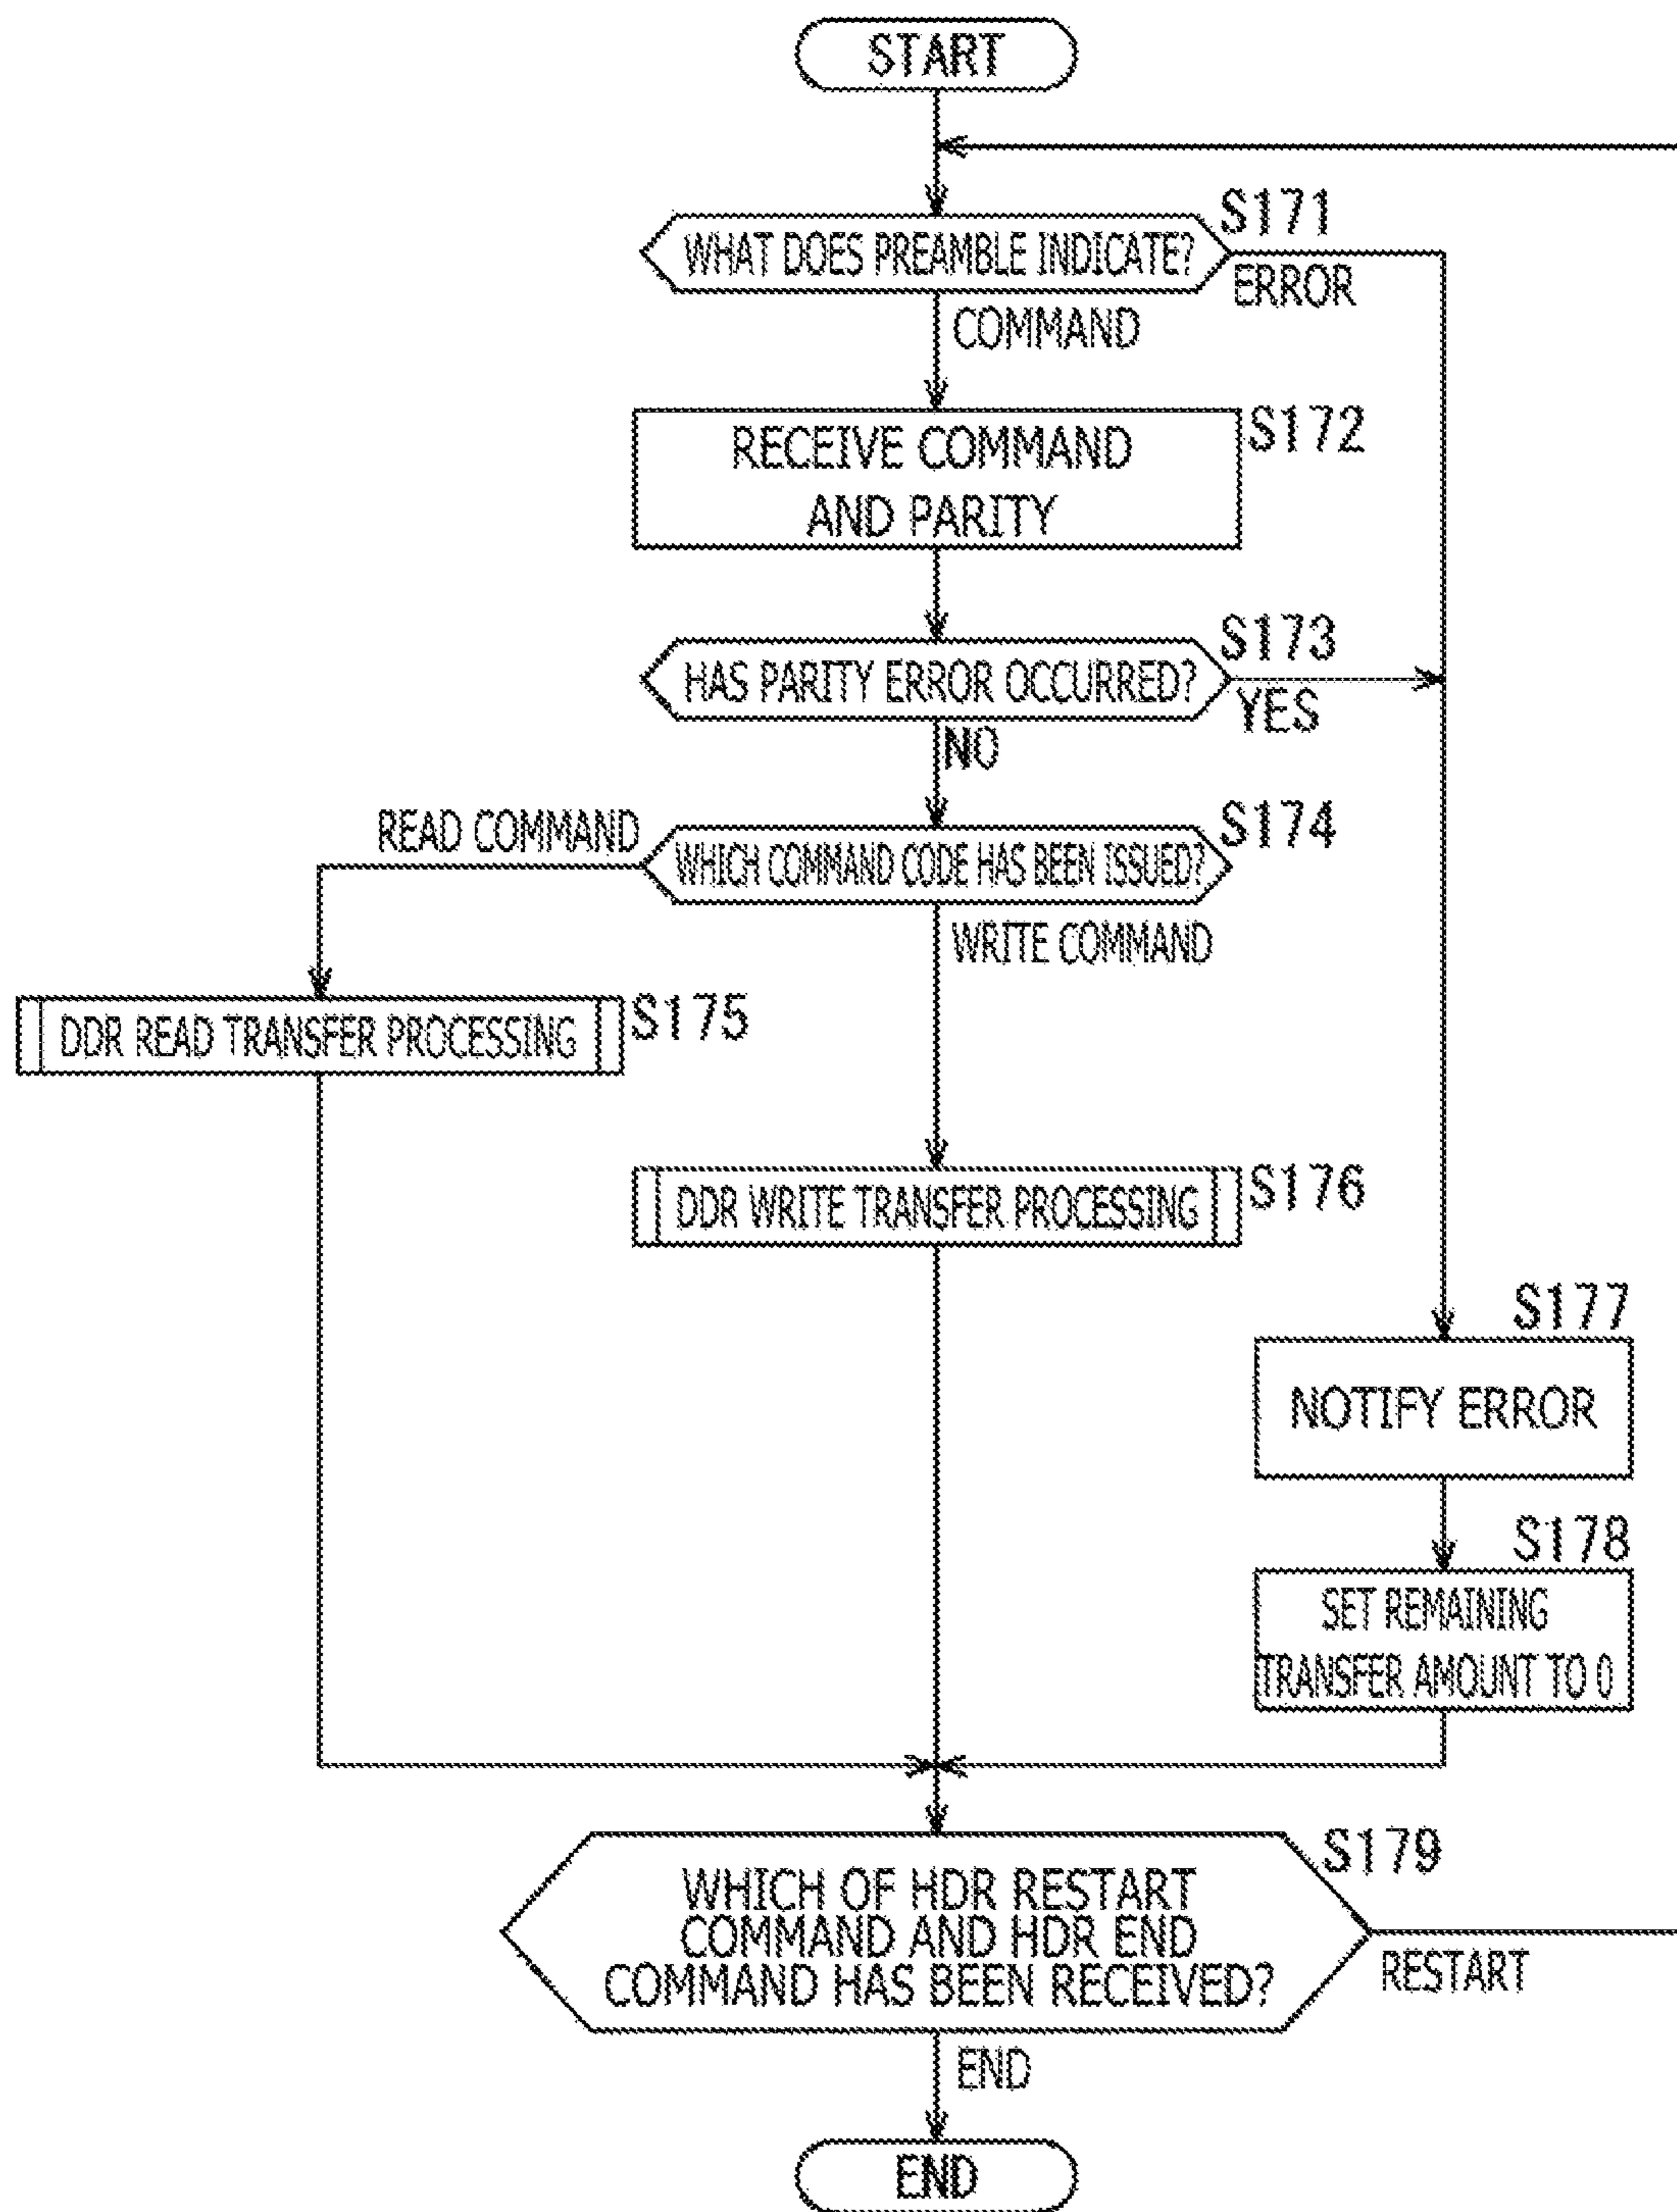 START
S171
WHAT DOES PREAMBLE INDICATE?
ERROR
COMMAND
S172
RECEIVE COMMAND
AND PARITY
S173
HAS PARITY ERROR OCCURRED?
YES
NO
READ COMMAND
S174
WHICH COMMAND CODE HAS BEEN ISSUED?
WRITE COMMAND
DDR READ TRANSFER PROCESSING
S175
DDR WRITE TRANSFER PROCESSING
S176
S177
NOTIFY ERROR
S178
SET REMAINING
TRANSFER AMOUNT TO 0
S179
WHICH OF HDR RESTART
COMMAND AND HDR END
COMMAND HAS BEEN RECEIVED?
RESTART
END
END